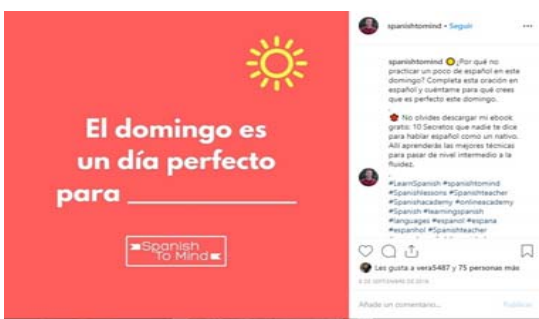 El domingo es
un día perfecto
para
Spanish
To Mind
spanishtomind • Seguir
spanishtomind ¿Por qué no
practicar un poco de español en este
domingo? Completa esta oración en
español y cuéntame para qué crees
que es perfecto este domingo.
.
No olvides descargar mi ebook
gratis: 10 Secretos que nadie te dice
para hablar español como un nativo.
Allí aprenderás las mejores técnicas
para pasar de nivel intermedio a la
fluidez.
.
#LearnSpanish #spanishtomind
#Spanishlessons #Spanishteacher
#Spanishacademy #onlineacademy
#Spanish #learningspanish
#languages #espanol #espana
#espanhol #Spanishteacher
Les gusta a vera5487 y 75 personas más
DE SEPTIEMBRE DE
Añade un comentario...
Publicar